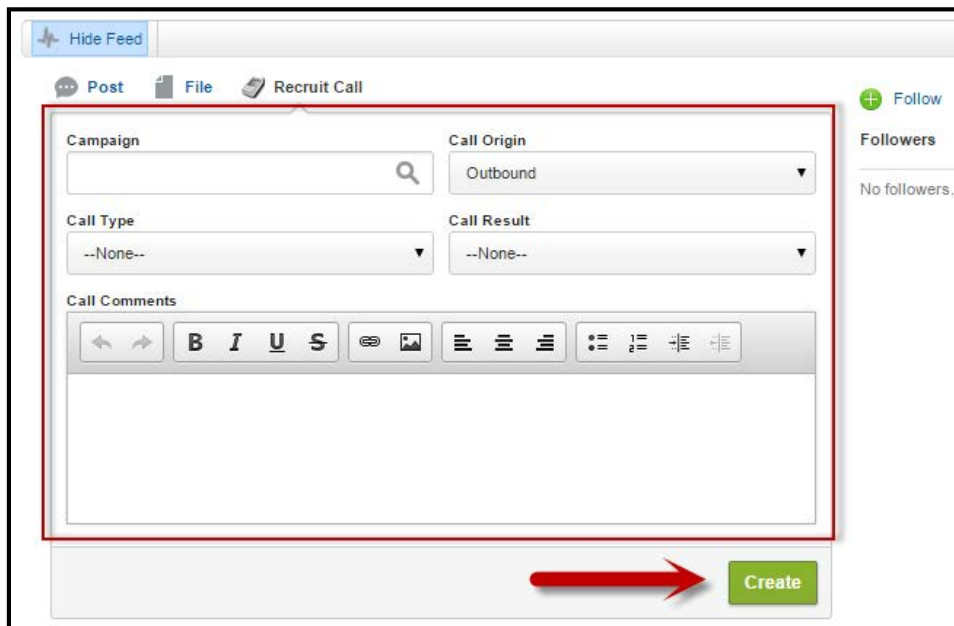 Hide Feed
Post File Recruit Call
Follow
Campaign Call Origin
Followers
Outbound
No followers.
Call Type Call Result
--None-- --None--
Call Comments
B I U S
Create